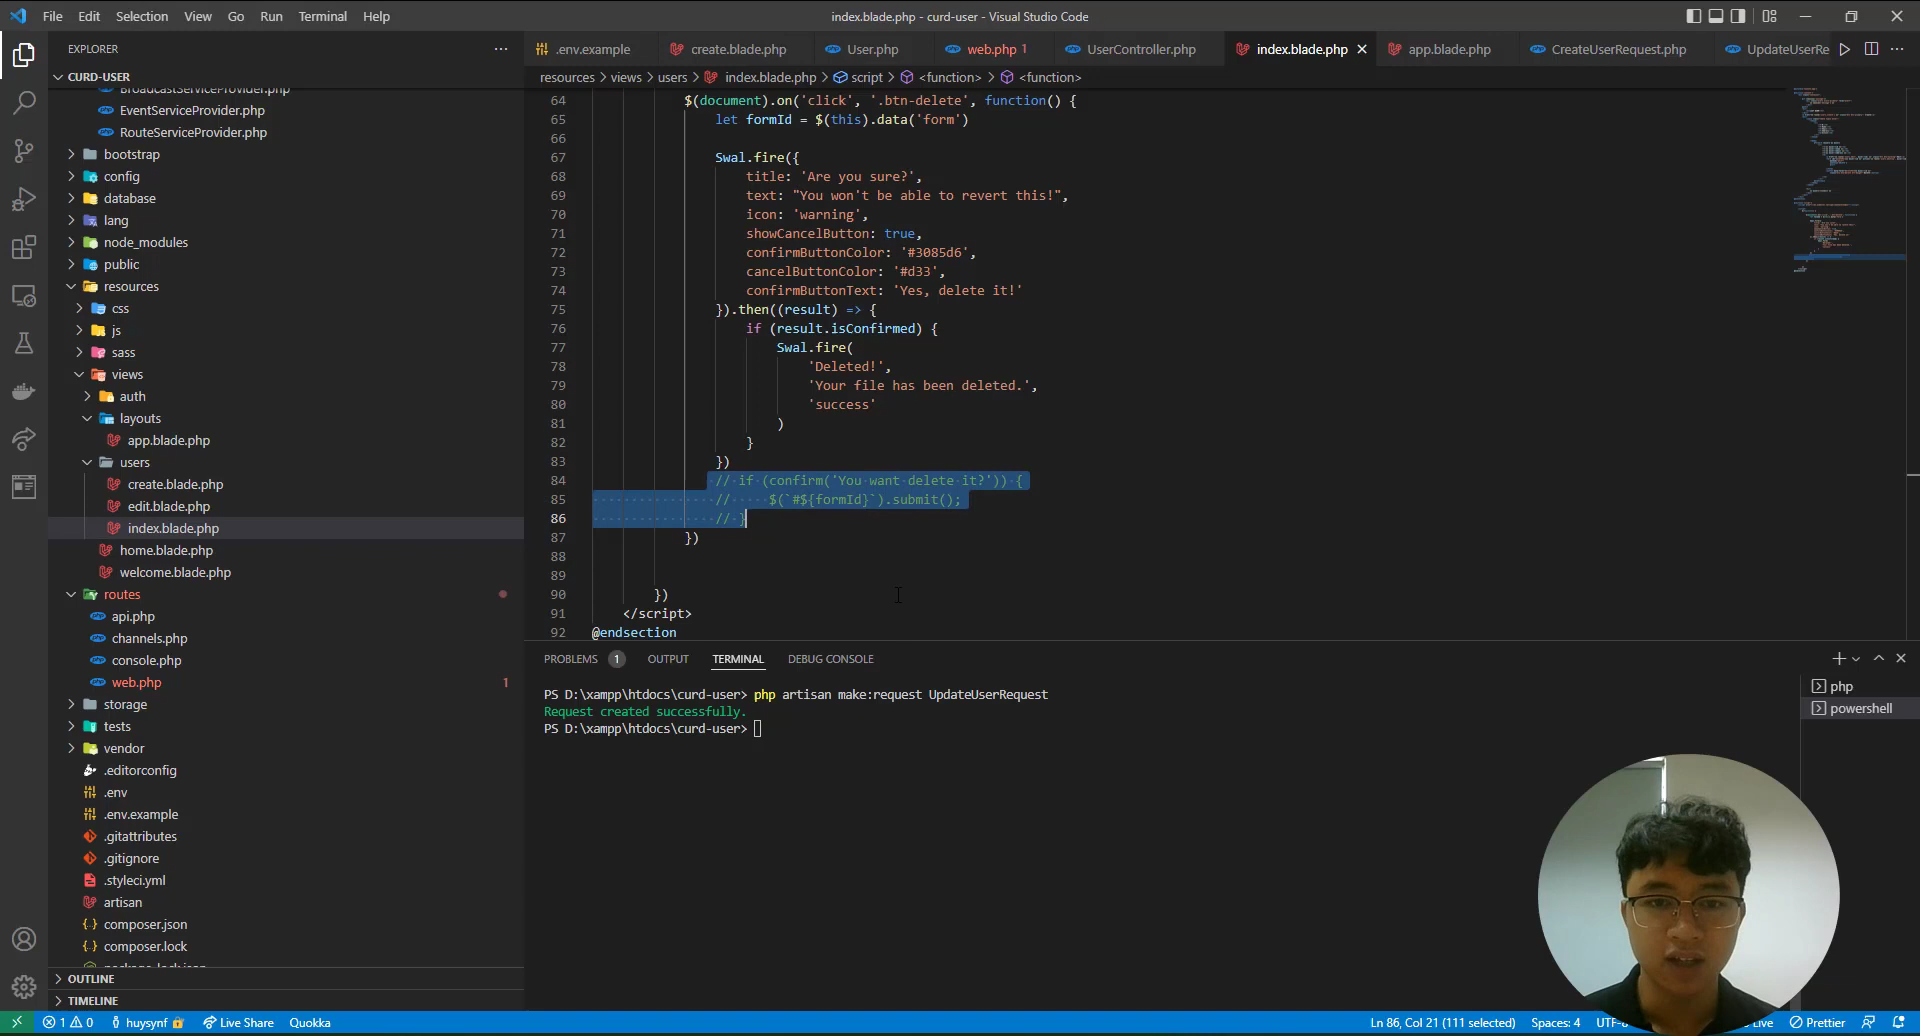 File Edit Selection View Go Run Terminal Help
index.blade.php - curd-user - Visual Studio Code
EXPLORER
CURD-USER
BroadcastServiceProvider.php
EventServiceProvider.php
RouteServiceProvider.php
bootstrap
config
database
lang
node_modules
public
resources
css
js
sass
views
auth
layouts
app.blade.php
users
create.blade.php
edit.blade.php
index.blade.php
home.blade.php
welcome.blade.php
routes
api.php
channels.php
console.php
web.php 1
storage
tests
vendor
.editorconfig
.env
.env.example
.gitattributes
.gitignore
.styleci.yml
artisan
composer.json
composer.lock
OUTLINE
TIMELINE
.env.example create.blade.php User.php web.php 1 UserController.php index.blade.php app.blade.php CreateUserRequest.php UpdateUserRe
resources > views > users > index.blade.php > script > <function> > <function>
64 $(document).on('click', '.btn-delete', function() {
65 let formId = $(this).data('form')
66
67 Swal.fire({
68 title: 'Are you sure?',
69 text: "You won't be able to revert this!",
70 icon: 'warning',
71 showCancelButton: true,
72 confirmButtonColor: '#3085d6',
73 cancelButtonColor: '#d33',
74 confirmButtonText: 'Yes, delete it!'
75 }).then((result) => {
76 if (result.isConfirmed) {
77 Swal.fire(
78 'Deleted!',
79 'Your file has been deleted.',
80 'success'
81 )
82 }
83 })
84 // if (confirm('You want delete it?')) {
85 // $(`#${formId}`).submit();
86 // }
87 })
88
89
90 })
91 </script>
92 @endsection
PROBLEMS 1 OUTPUT TERMINAL DEBUG CONSOLE
PS D:\xampp\htdocs\curd-user> php artisan make:request UpdateUserRequest
Request created successfully.
PS D:\xampp\htdocs\curd-user>
php
powershell
1 0 huysynf Live Share Quokka
Ln 86, Col 21 (111 selected) Spaces: 4 UTF-8 Live Prettier